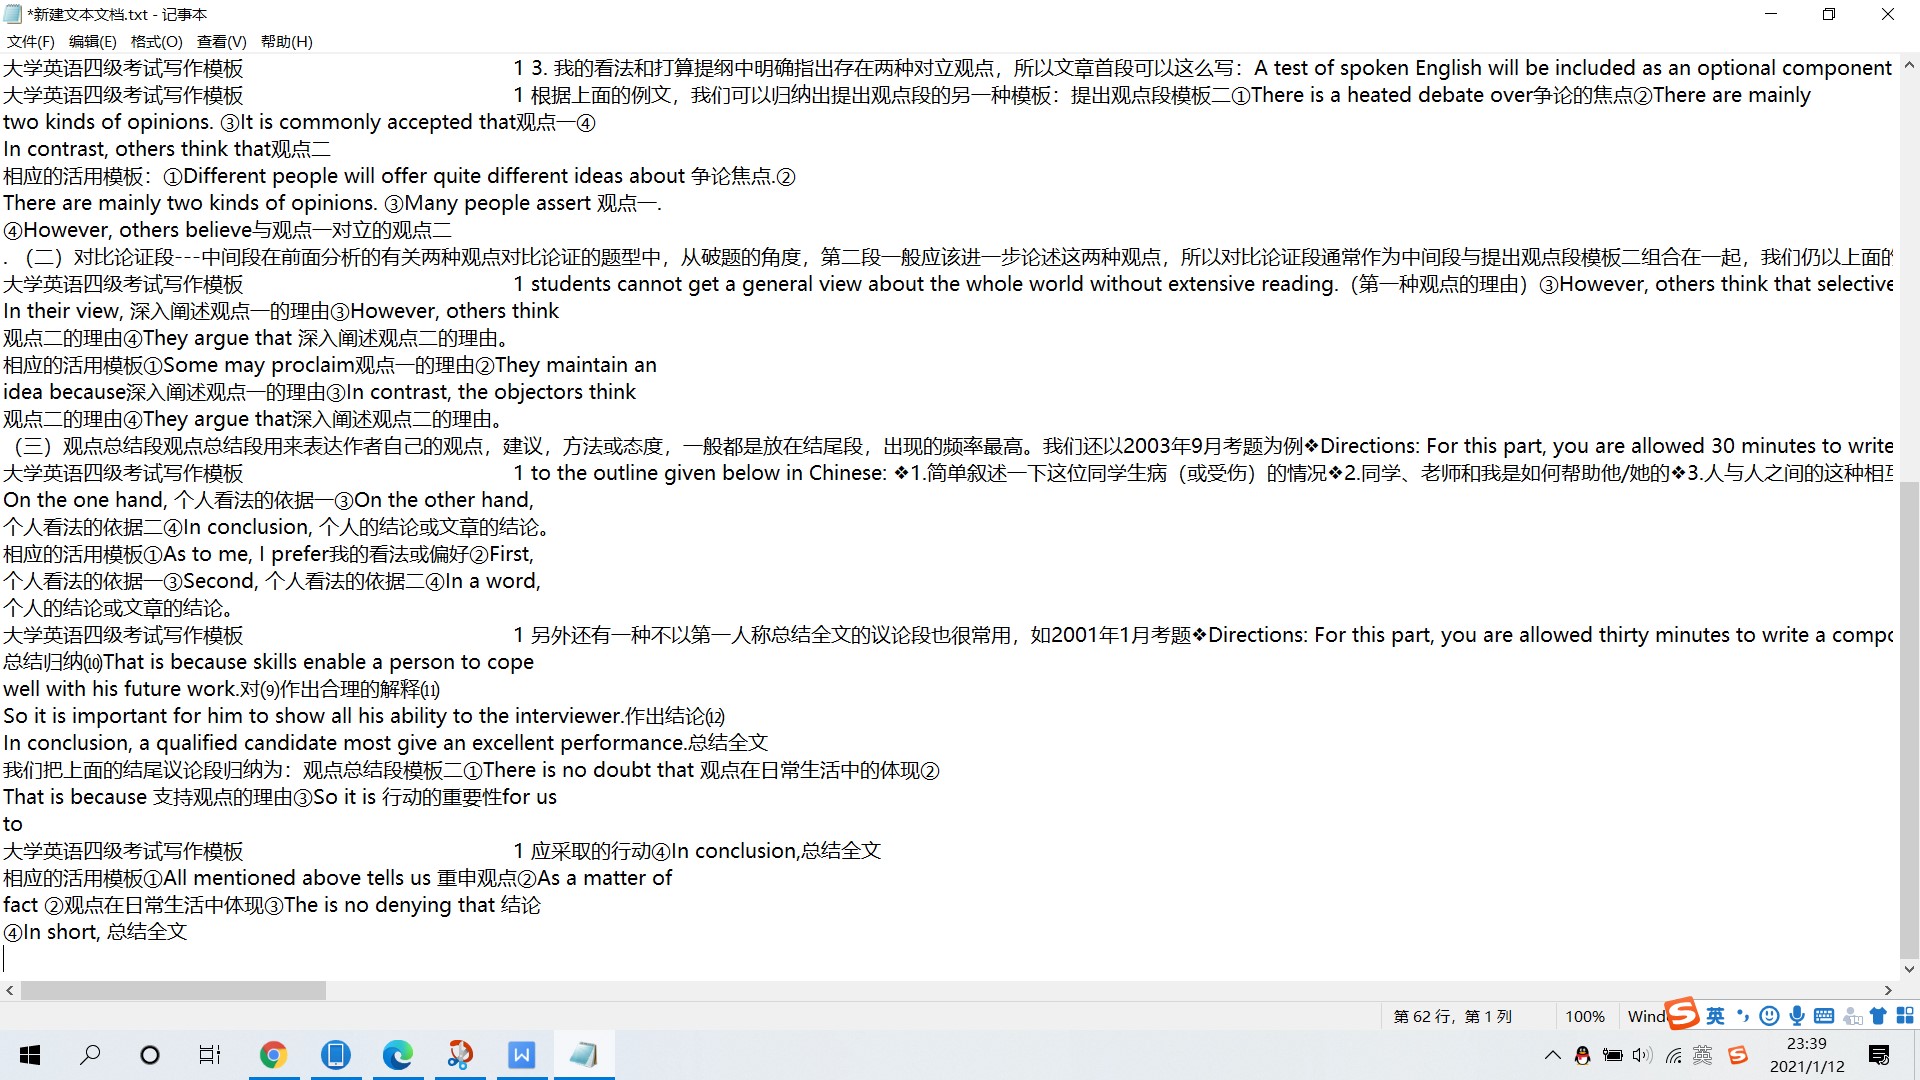 *新建文本文档.txt - 记事本
文件(F) 编辑(E) 格式(O) 查看(V) 帮助(H)
大学英语四级考试写作模板 1 3. 我的看法和打算提纲中明确指出存在两种对立观点，所以文章首段可以这么写：A test of spoken English will be included as an optional component
大学英语四级考试写作模板 1 根据上面的例文，我们可以归纳出提出观点段的另一种模板：提出观点段模板二①There is a heated debate over争论的焦点②There are mainly
two kinds of opinions. ③It is commonly accepted that观点一④
In contrast, others think that观点二
相应的活用模板：①Different people will offer quite different ideas about 争论焦点.②
There are mainly two kinds of opinions. ③Many people assert 观点一.
④However, others believe与观点一对立的观点二
. （二）对比论证段---中间段在前面分析的有关两种观点对比论证的题型中，从破题的角度，第二段一般应该进一步论述这两种观点，所以对比论证段通常作为中间段与提出观点段模板二组合在一起，我们仍以上面的
大学英语四级考试写作模板 1 students cannot get a general view about the whole world without extensive reading.（第一种观点的理由）③However, others think that selective
In their view, 深入阐述观点一的理由③However, others think
观点二的理由④They argue that 深入阐述观点二的理由。
相应的活用模板①Some may proclaim观点一的理由②They maintain an
idea because深入阐述观点一的理由③In contrast, the objectors think
观点二的理由④They argue that深入阐述观点二的理由。
（三）观点总结段观点总结段用来表达作者自己的观点，建议，方法或态度，一般都是放在结尾段，出现的频率最高。我们还以2003年9月考题为例❖Directions: For this part, you are allowed 30 minutes to write
大学英语四级考试写作模板 1 to the outline given below in Chinese: ❖1.简单叙述一下这位同学生病（或受伤）的情况❖2.同学、老师和我是如何帮助他/她的❖3.人与人之间的这种相互
On the one hand, 个人看法的依据一③On the other hand,
个人看法的依据二④In conclusion, 个人的结论或文章的结论。
相应的活用模板①As to me, I prefer我的看法或偏好②First,
个人看法的依据一③Second, 个人看法的依据二④In a word,
个人的结论或文章的结论。
大学英语四级考试写作模板 1 另外还有一种不以第一人称总结全文的议论段也很常用，如2001年1月考题❖Directions: For this part, you are allowed thirty minutes to write a compo
总结归纳⑽That is because skills enable a person to cope
well with his future work.对⑼作出合理的解释⑾
So it is important for him to show all his ability to the interviewer.作出结论⑿
In conclusion, a qualified candidate most give an excellent performance.总结全文
我们把上面的结尾议论段归纳为：观点总结段模板二①There is no doubt that 观点在日常生活中的体现②
That is because 支持观点的理由③So it is 行动的重要性for us
to
大学英语四级考试写作模板 1 应采取的行动④In conclusion,总结全文
相应的活用模板①All mentioned above tells us 重申观点②As a matter of
fact ②观点在日常生活中体现③The is no denying that 结论
④In short, 总结全文
第 62 行，第 1 列 100% Wind 英
英 23:39
2021/1/12